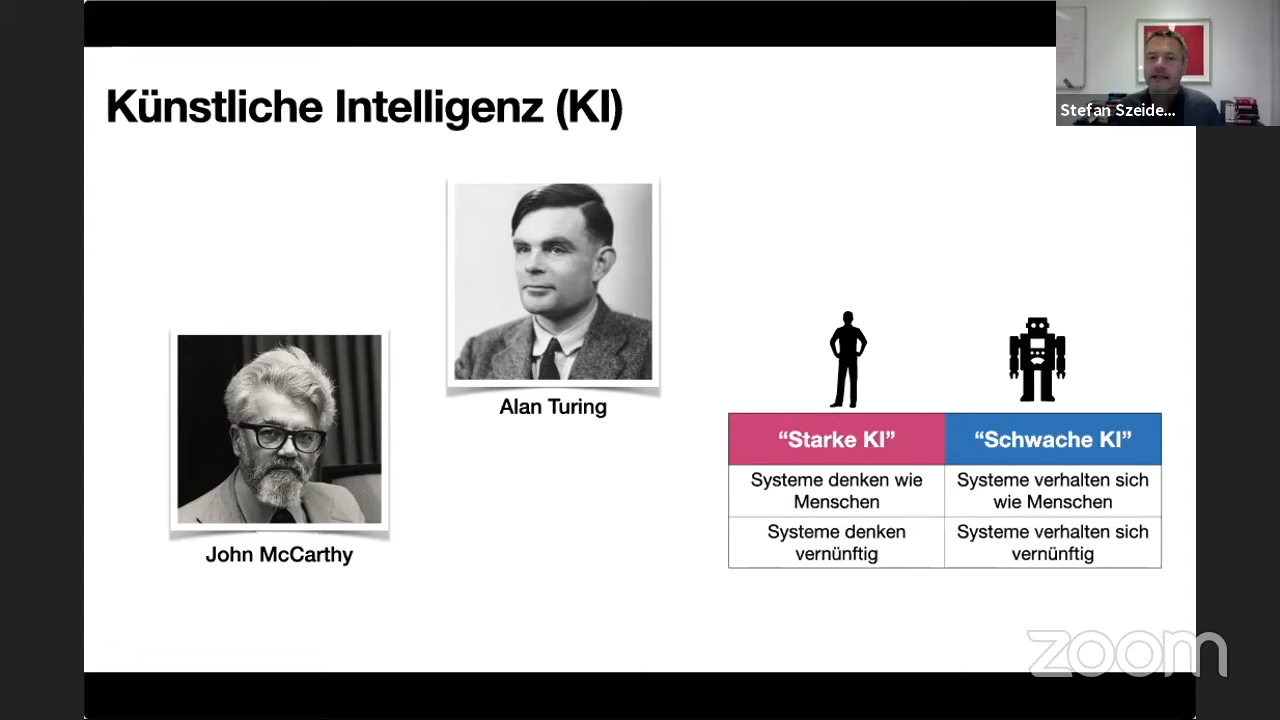 Künstliche Intelligenz (KI)
Stefan Szeide...
Alan Turing
John McCarthy
“Starke KI”
“Schwache KI”
Systeme denken wie
Menschen
Systeme verhalten sich
wie Menschen
Systeme denken
vernünftig
Systeme verhalten sich
vernünftig
zoom